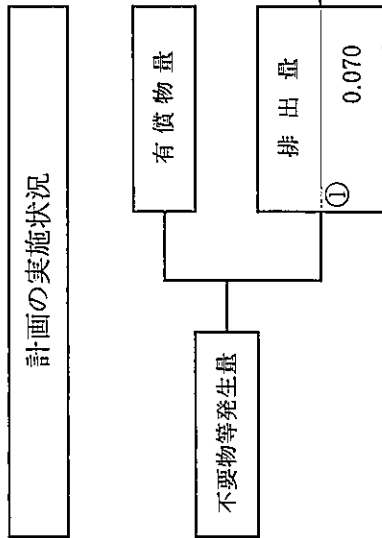 計画の実施状況
不要物等発生量
有償物量
排出量
①
0.070